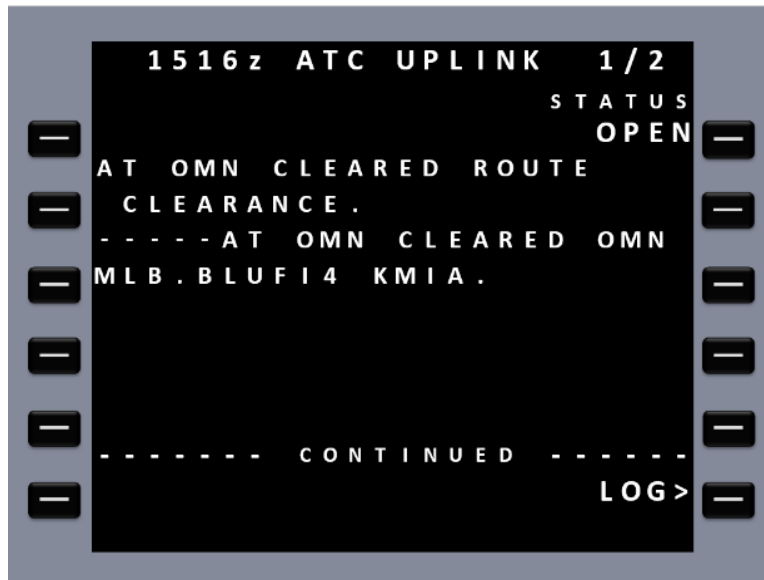 1516z ATC UPLINK 1/2
STATUS
OPEN
AT OMN CLEARED ROUTE
CLEARANCE.
-----AT OMN CLEARED OMN
MLB.BLUFI4 KMIA.
------- CONTINUED ------
LOG>